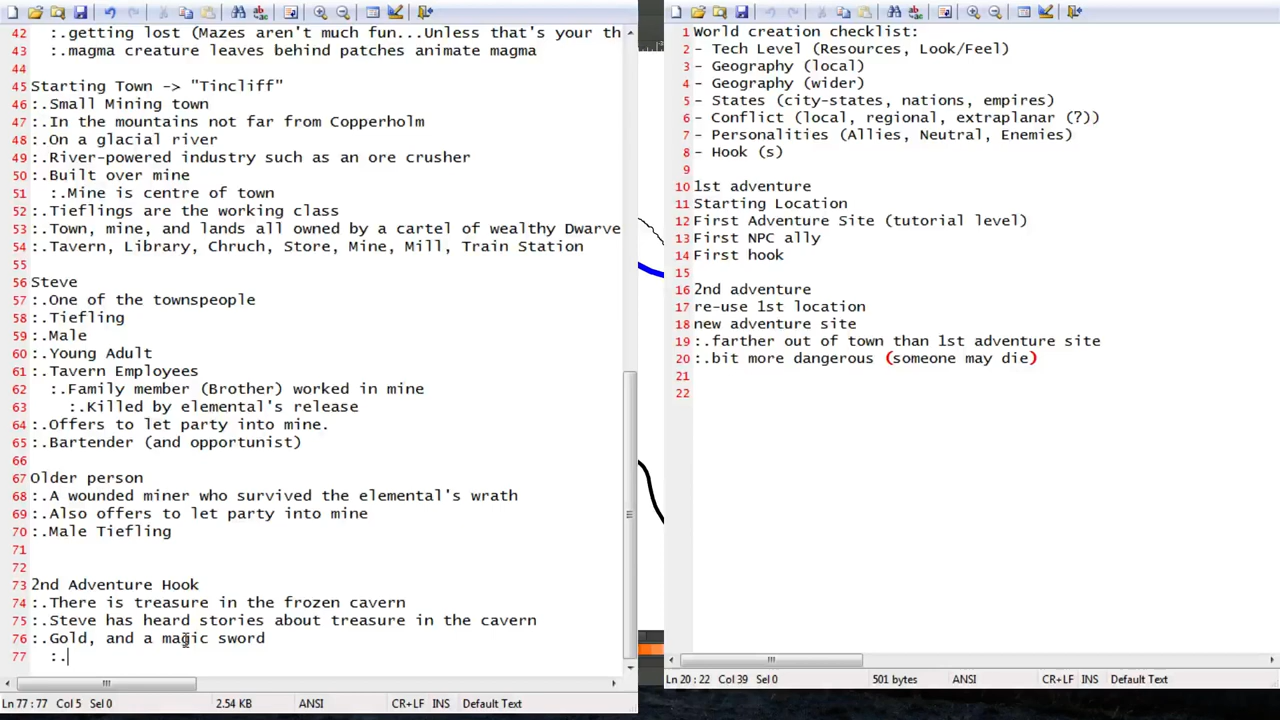 42 :.getting lost (Mazes aren't much fun...Unless that's your th
43 :.magma creature leaves behind patches animate magma
44
45 Starting Town -> "Tincliff"
46 :.Small Mining town
47 :.In the mountains not far from Copperholm
48 :.On a glacial river
49 :.River-powered industry such as an ore crusher
50 :.Built over mine
51 :.Mine is centre of town
52 :.Tieflings are the working class
53 :.Town, mine, and lands all owned by a cartel of wealthy Dwarve
54 :.Tavern, Library, Chruch, Store, Mine, Mill, Train Station
55
56 Steve
57 :.One of the townspeople
58 :.Tiefling
59 :.Male
60 :.Young Adult
61 :.Tavern Employees
62 :.Family member (Brother) worked in mine
63 :.Killed by elemental's release
64 :.Offers to let party into mine.
65 :.Bartender (and opportunist)
66
67 Older person
68 :.A wounded miner who survived the elemental's wrath
69 :.Also offers to let party into mine
70 :.Male Tiefling
71
72
73 2nd Adventure Hook
74 :.There is treasure in the frozen cavern
75 :.Steve has heard stories about treasure in the cavern
76 :.Gold, and a magic sword
77 :.
Ln 77 : 77 Col 5 Sel 0 2.54 KB ANSI CR+LF INS Default Text
1 World creation checklist:
2 - Tech Level (Resources, Look/Feel)
3 - Geography (local)
4 - Geography (wider)
5 - States (city-states, nations, empires)
6 - Conflict (local, regional, extraplanar (?))
7 - Personalities (Allies, Neutral, Enemies)
8 - Hook (s)
9
10 1st adventure
11 Starting Location
12 First Adventure Site (tutorial level)
13 First NPC ally
14 First hook
15
16 2nd adventure
17 re-use 1st location
18 new adventure site
19 :.farther out of town than 1st adventure site
20 :.bit more dangerous (someone may die)
21
22
Ln 20 : 22 Col 39 Sel 0 501 bytes ANSI CR+LF INS Default Text